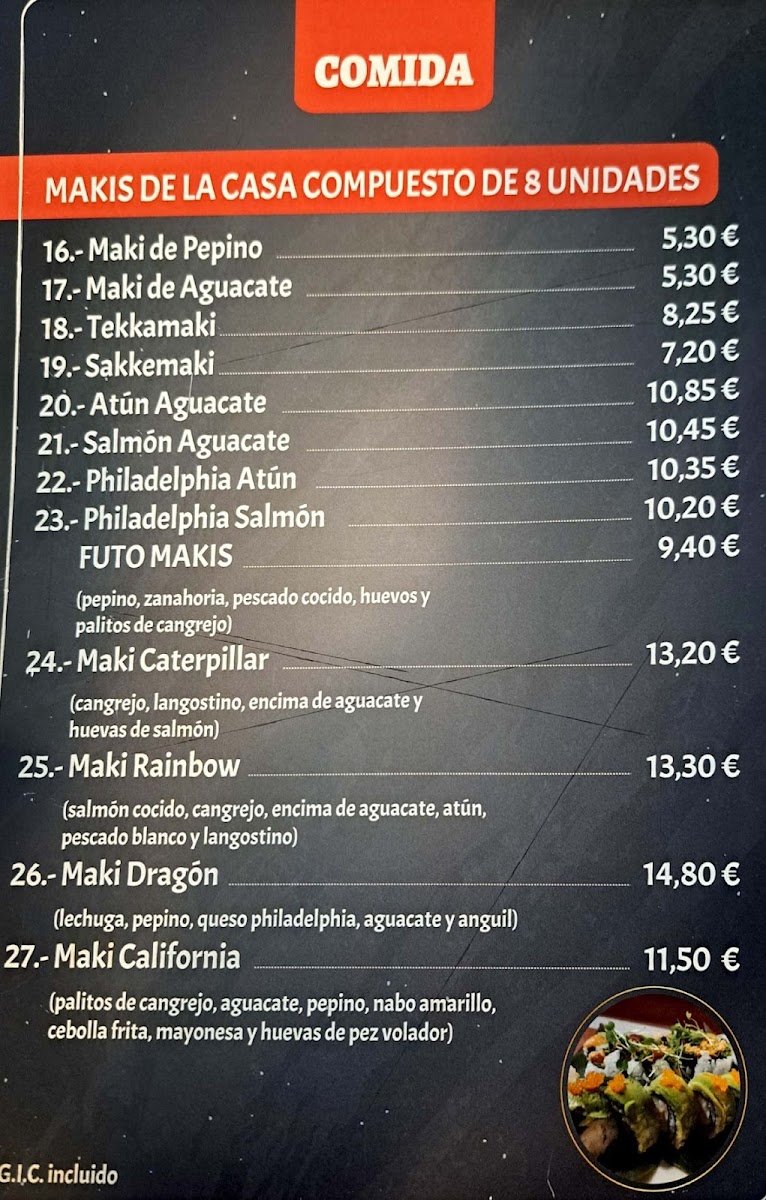 COMIDA
MAKIS DE LA CASA COMPUESTO DE 8 UNIDADES
16.- Maki de Pepino 5,30 €
17.- Maki de Aguacate 5,30 €
18.- Tekkamaki 8,25 €
19.- Sakkemaki 7,20 €
20.- Atún Aguacate 10,85 €
21.- Salmón Aguacate 10,45 €
22.- Philadelphia Atún 10,35 €
23.- Philadelphia Salmón 10,20 €
FUTO MAKIS 9,40 €
(pepino, zanahoria, pescado cocido, huevos y
palitos de cangrejo)
24.- Maki Caterpillar 13,20 €
(cangrejo, langostino, encima de aguacate y
huevas de salmón)
25.- Maki Rainbow 13,30 €
(salmón cocido, cangrejo, encima de aguacate, atún,
pescado blanco y langostino)
26.- Maki Dragón 14,80 €
(lechuga, pepino, queso philadelphia, aguacate y anguil)
27.- Maki California 11,50 €
(palitos de cangrejo, aguacate, pepino, nabo amarillo,
cebolla frita, mayonesa y huevas de pez volador)
G.I.C. incluido